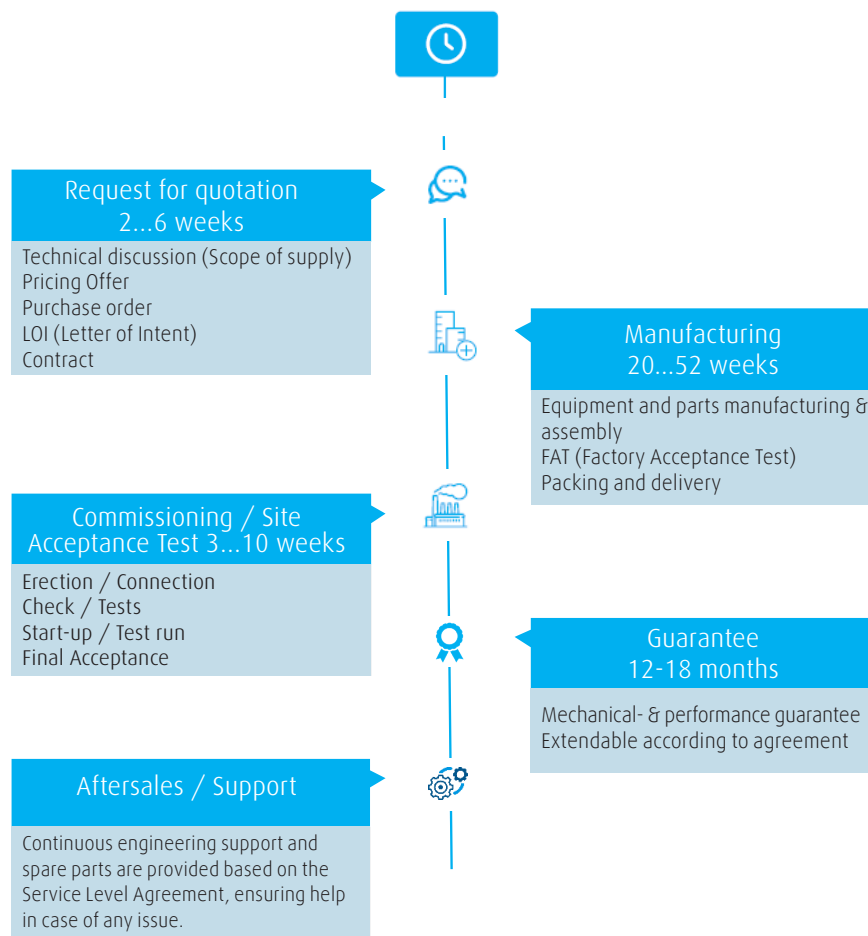 Request for quotation
2...6 weeks
Technical discussion (Scope of supply)
Pricing Offer
Purchase order
LOI (Letter of Intent)
Contract
Manufacturing
20...52 weeks
Equipment and parts manufacturing &
assembly
FAT (Factory Acceptance Test)
Packing and delivery
Commissioning / Site
Acceptance Test 3...10 weeks
Erection / Connection
Check / Tests
Start-up / Test run
Final Acceptance
Guarantee
12-18 months
Mechanical- & performance guarantee
Extendable according to agreement
Aftersales / Support
Continuous engineering support and
spare parts are provided based on the
Service Level Agreement, ensuring help
in case of any issue.